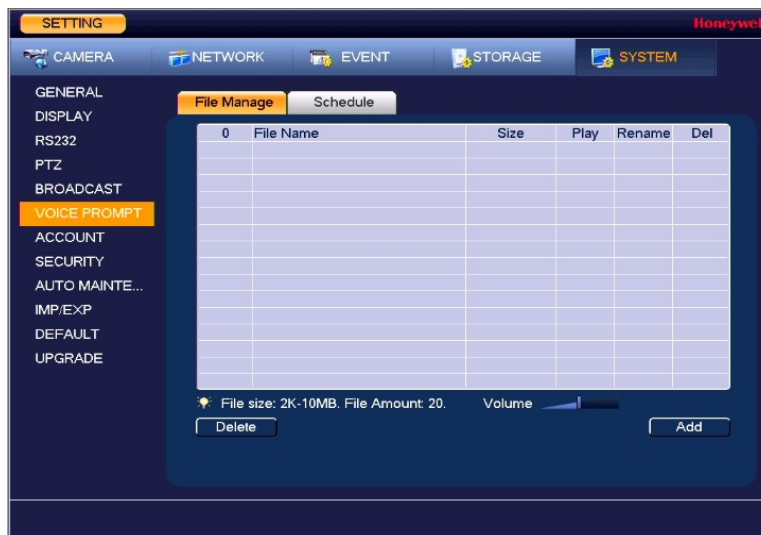 SETTING
Honeywel
CAMERA NETWORK EVENT STORAGE SYSTEM
GENERAL
DISPLAY
RS232
PTZ
BROADCAST
VOICE PROMPT
ACCOUNT
SECURITY
AUTO MAINTE...
IMP/EXP
DEFAULT
UPGRADE
File Manage Schedule
0 File Name Size Play Rename Del
File size: 2K-10MB. File Amount: 20. Volume
Delete Add